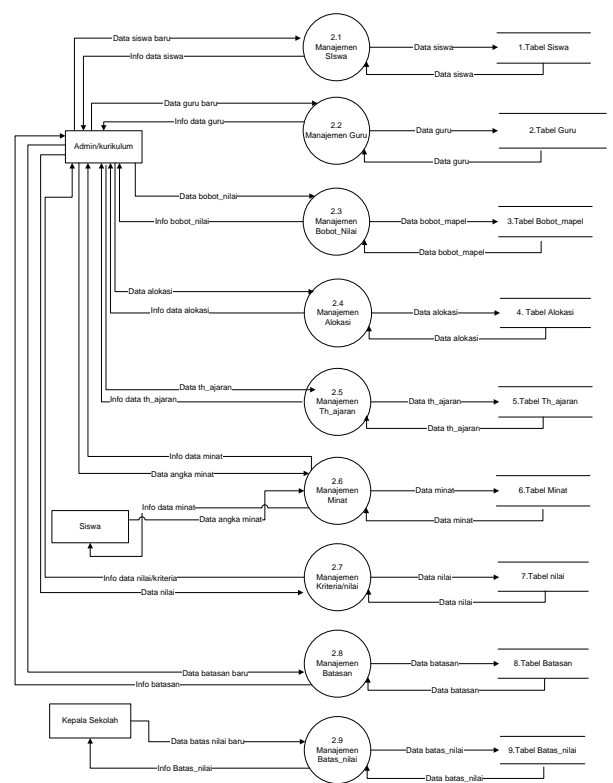 Data siswa baru
Info data siswa
2.1
Manajemen
SIswa
Data siswa
Data siswa
1.Tabel Siswa
Data guru baru
Info data guru
2.2
Manajemen Guru
Data guru
Data guru
2.Tabel Guru
Admin/kurikulum
Data bobot_nilai
Info bobot_nilai
2.3
Manajemen
Bobot_Nilai
Data bobot_mapel
Data bobot_mapel
3.Tabel Bobot_mapel
Data alokasi
Info data alokasi
2.4
Manajemen
Alokasi
Data alokasi
Data alokasi
4. Tabel Alokasi
Data th_ajaran
Info data th_ajaran
2.5
Manajemen
Th_ajaran
Data th_ajaran
Data th_ajaran
5.Tabel Th_ajaran
Info data minat
Data angka minat
Info data minat
Data angka minat
Siswa
2.6
Manajemen
Minat
Data minat
Data minat
6.Tabel Minat
Info data nilai/kriteria
Data nilai
2.7
Manajemen
Kriteria/nilai
Data nilai
Data nilai
7.Tabel nilai
Data batasan baru
Info batasan
2.8
Manajemen
Batasan
Data batasan
Data batasan
8.Tabel Batasan
Kepala Sekolah
Data batas nilai baru
Info Batas_nilai
2.9
Manajemen
Batas_nilai
Data batas_nilai
Data batas_nilai
9.Tabel Batas_nilai